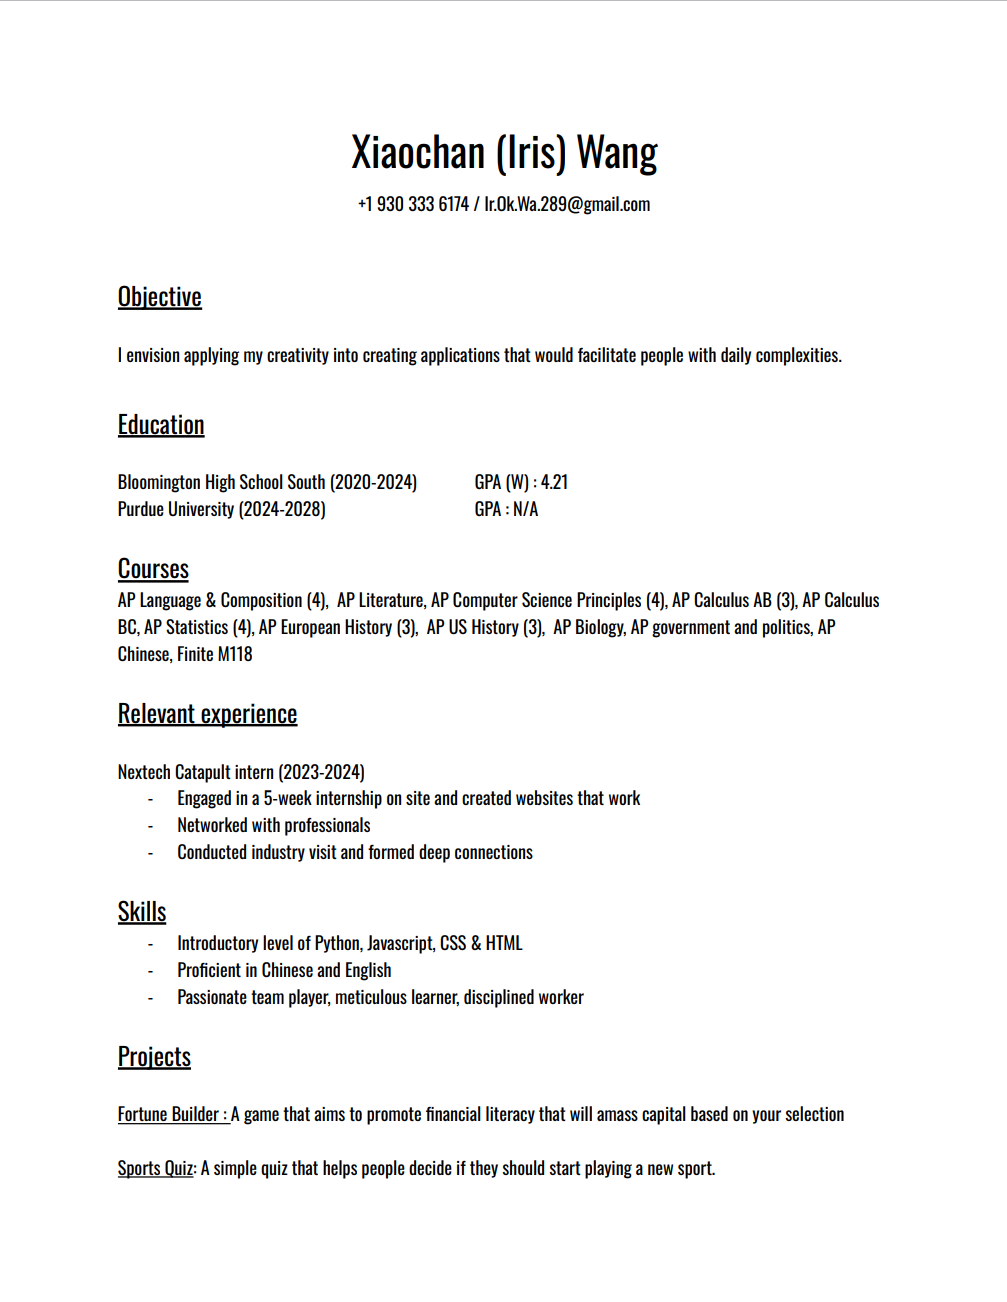 Xiaochan (Iris) Wang
+1 930 333 6174 / Ir.Ok.Wa.289@gmail.com
Objective
I envision applying my creativity into creating applications that would facilitate people with daily complexities.
Education
Bloomington High School South (2020-2024) GPA (W) : 4.21
Purdue University (2024-2028) GPA : N/A
Courses
AP Language & Composition (4), AP Literature, AP Computer Science Principles (4), AP Calculus AB (3), AP Calculus
BC, AP Statistics (4), AP European History (3), AP US History (3), AP Biology, AP government and politics, AP
Chinese, Finite M118
Relevant experience
Nextech Catapult intern (2023-2024)
- Engaged in a 5-week internship on site and created websites that work
- Networked with professionals
- Conducted industry visit and formed deep connections
Skills
- Introductory level of Python, Javascript, CSS & HTML
- Proficient in Chinese and English
- Passionate team player, meticulous learner, disciplined worker
Projects
Fortune Builder : A game that aims to promote financial literacy that will amass capital based on your selection
Sports Quiz: A simple quiz that helps people decide if they should start playing a new sport.